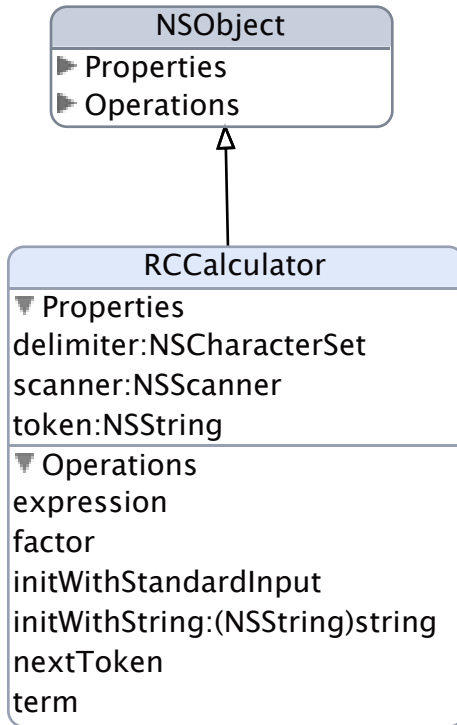 NSObject
Properties
Operations
RCCalculator
Properties
delimiter:NSCharacterSet
scanner:NSScanner
token:NSString
Operations
expression
factor
initWithStandardInput
initWithString:(NSString)string
nextToken
term